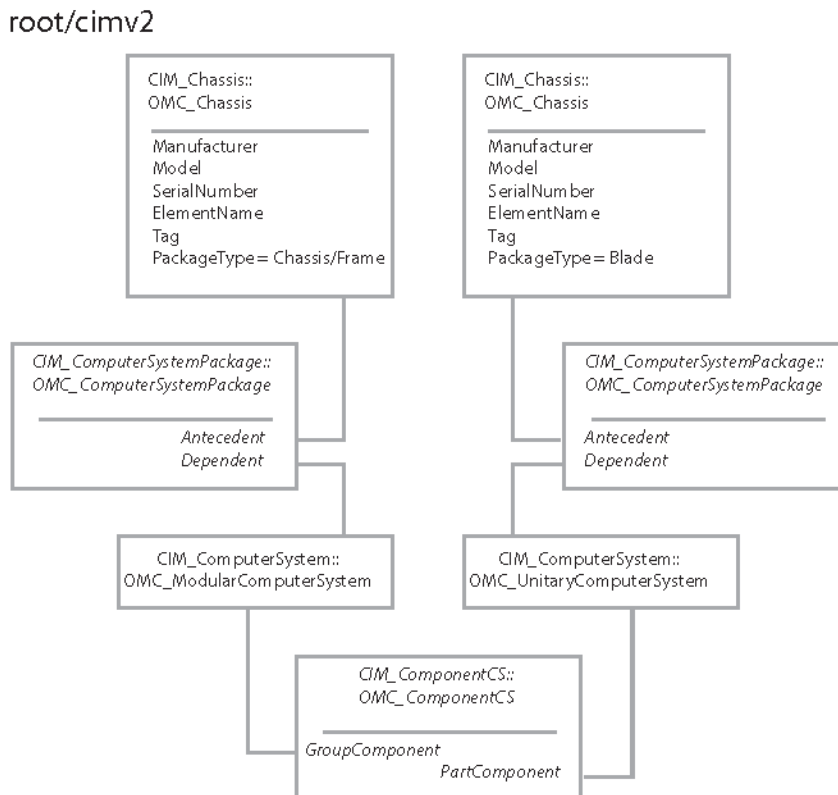 root/cimv2
CIM_Chassis::
OMC_Chassis
Manufacturer
Model
SerialNumber
ElementName
Tag
PackageType= Chassis/Frame
CIM_Chassis::
OMC_Chassis
Manufacturer
Model
SerialNumber
ElementName
Tag
PackageType= Blade
CIM_ComputerSystemPackage::
OMC_ComputerSystemPackage
Antecedent
Dependent
CIM_ComputerSystemPackage::
OMC_ComputerSystemPackage
Antecedent
Dependent
CIM_ComputerSystem::
OMC_ModularComputerSystem
CIM_ComputerSystem::
OMC_UnitaryComputerSystem
CIM_ComponentCS::
OMC_ComponentCS
GroupComponent
PartComponent